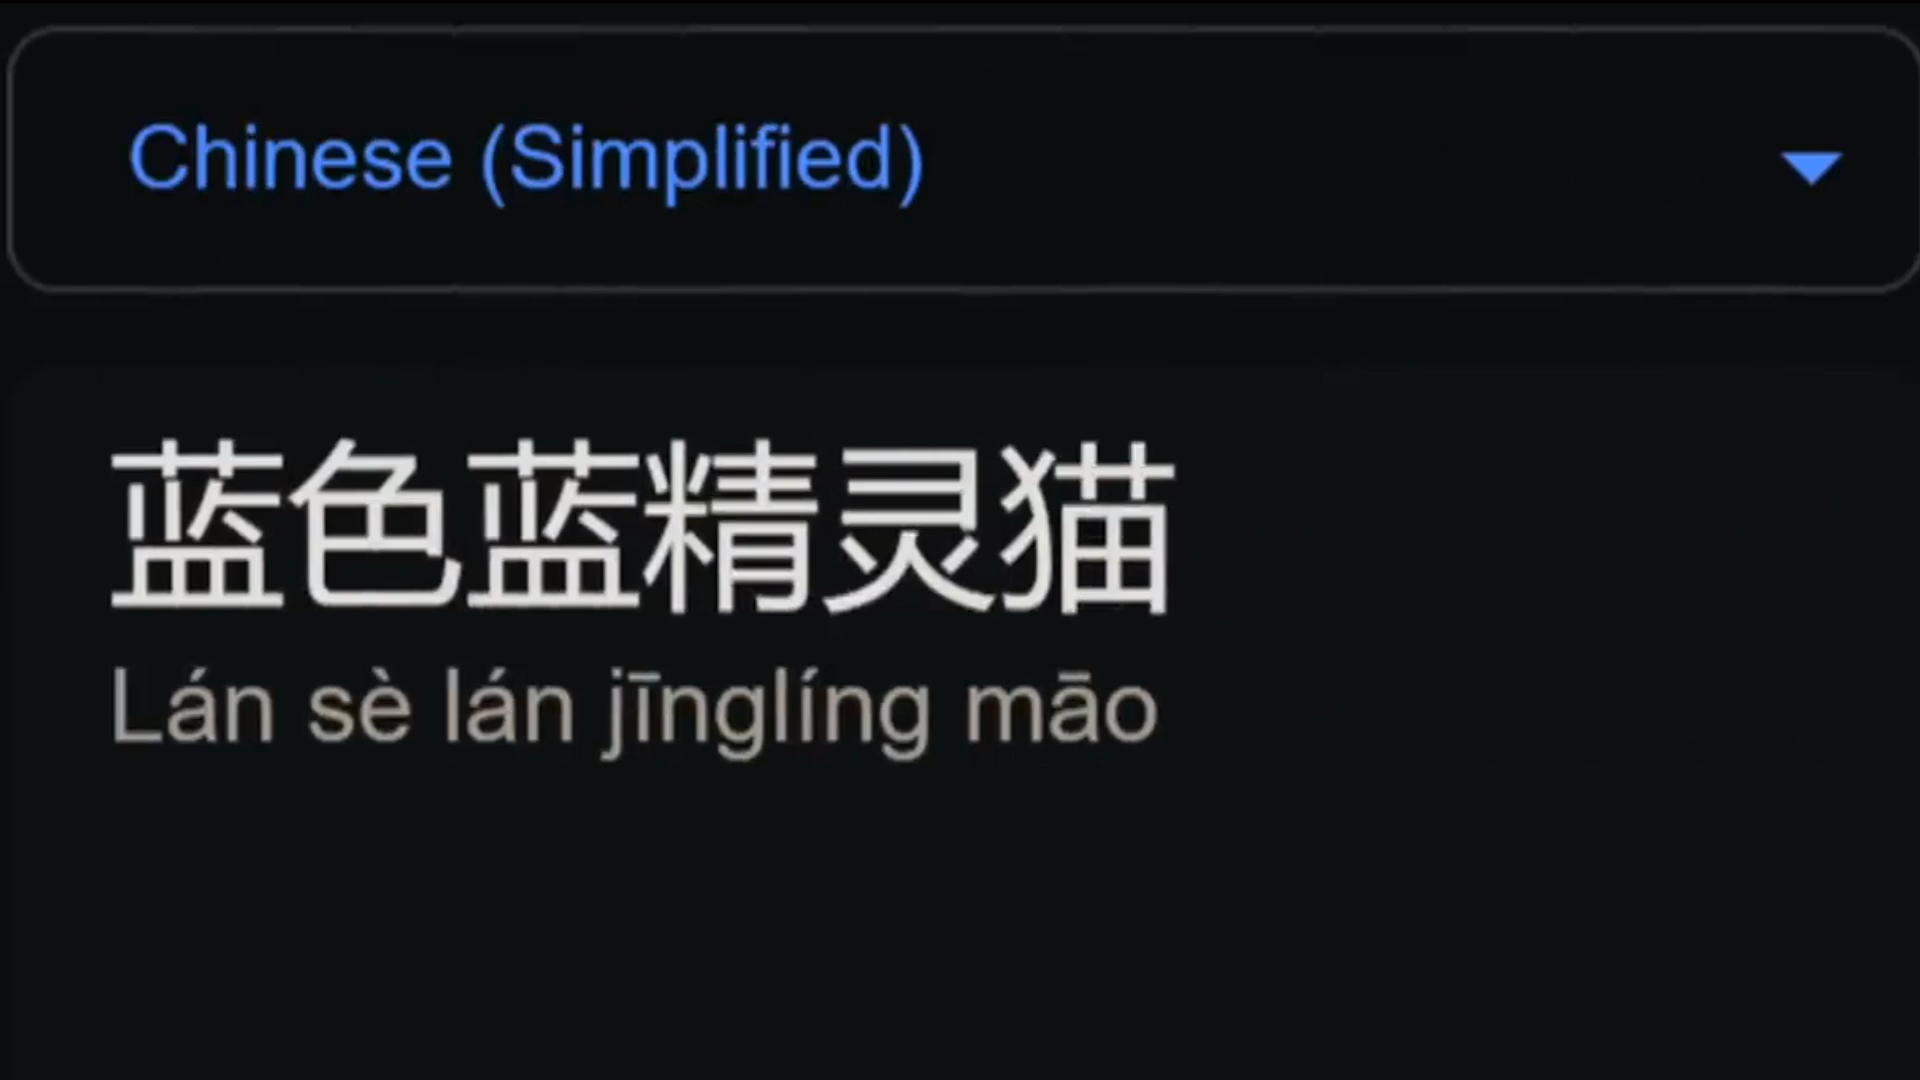 Chinese (Simplified)
蓝色蓝精灵猫
Lán sè lán jīnglíng māo